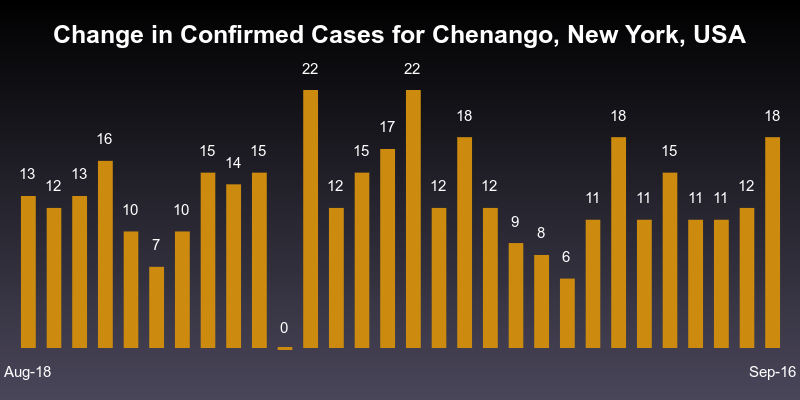 Change in Confirmed Cases for Chenango, New York, USA
13 12 13 16 10 7 10 15 14 15 0 22 12 15 17 22 12 18 12 9 8 6 11 18 11 15 11 11 12 18
Aug-18 Sep-16